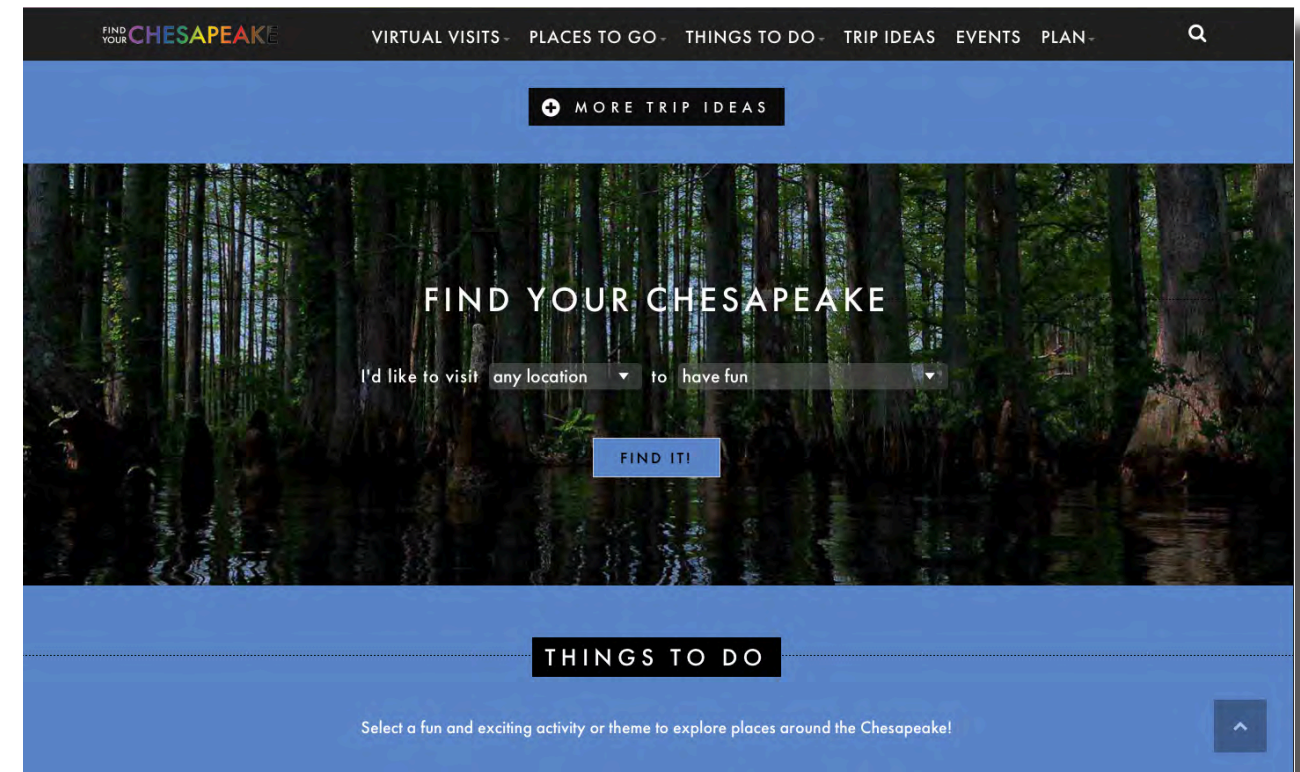 FIND YOUR CHESAPEAKE VIRTUAL VISITS PLACES TO GO THINGS TO DO TRIP IDEAS EVENTS PLAN
MORE TRIP IDEAS
FIND YOUR CHESAPEAKE
I'd like to visit any location to have fun
FIND IT!
THINGS TO DO
Select a fun and exciting activity or theme to explore places around the Chesapeake!